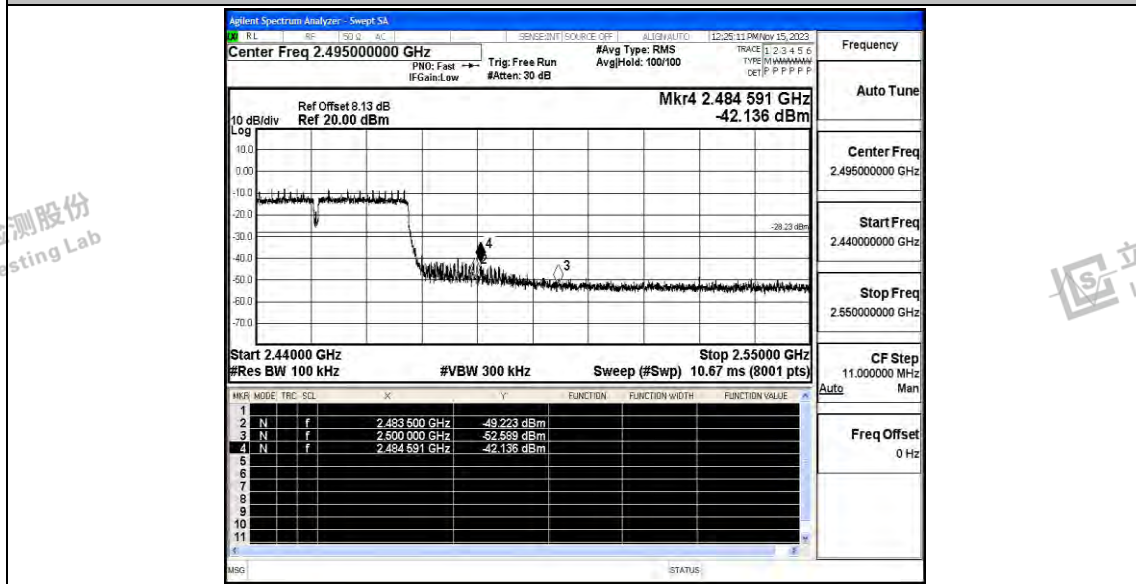 Agilent Spectrum Analyzer - Swept SA
RL RF 50 Ω AC SENSE:INT SOURCE OFF ALIGNAUTO 12:25:11 PM Nov 15, 2023
Center Freq 2.495000000 GHz
PNO: Fast
IFGain:Low
Trig: Free Run
#Atten: 30 dB
#Avg Type: RMS
Avg|Hold: 100/100
TRACE 1 2 3 4 5 6
TYPE M
DET P P P P P P
Ref Offset 8.13 dB
Ref 20.00 dBm
10 dB/div
Log
Mkr4 2.484 591 GHz
-42.136 dBm
10.0
0.00
-10.0
-20.0
-30.0
-40.0
-50.0
-60.0
-70.0
-28.23 dBm
4
2
3
Start 2.44000 GHz
Stop 2.55000 GHz
#Res BW 100 kHz
#VBW 300 kHz
Sweep (#Swp) 10.67 ms (8001 pts)
MKR MODE TRC SCL X Y FUNCTION FUNCTION WIDTH FUNCTION VALUE
1
2 N f 2.483 500 GHz -49.223 dBm
3 N f 2.500 000 GHz -52.569 dBm
4 N f 2.484 591 GHz -42.136 dBm
5
6
7
8
9
10
11
MSG
STATUS
Frequency
Auto Tune
Center Freq
2.495000000 GHz
Start Freq
2.440000000 GHz
Stop Freq
2.550000000 GHz
CF Step
11.000000 MHz
Auto Man
Freq Offset
0 Hz
测股份
esting Lab
立